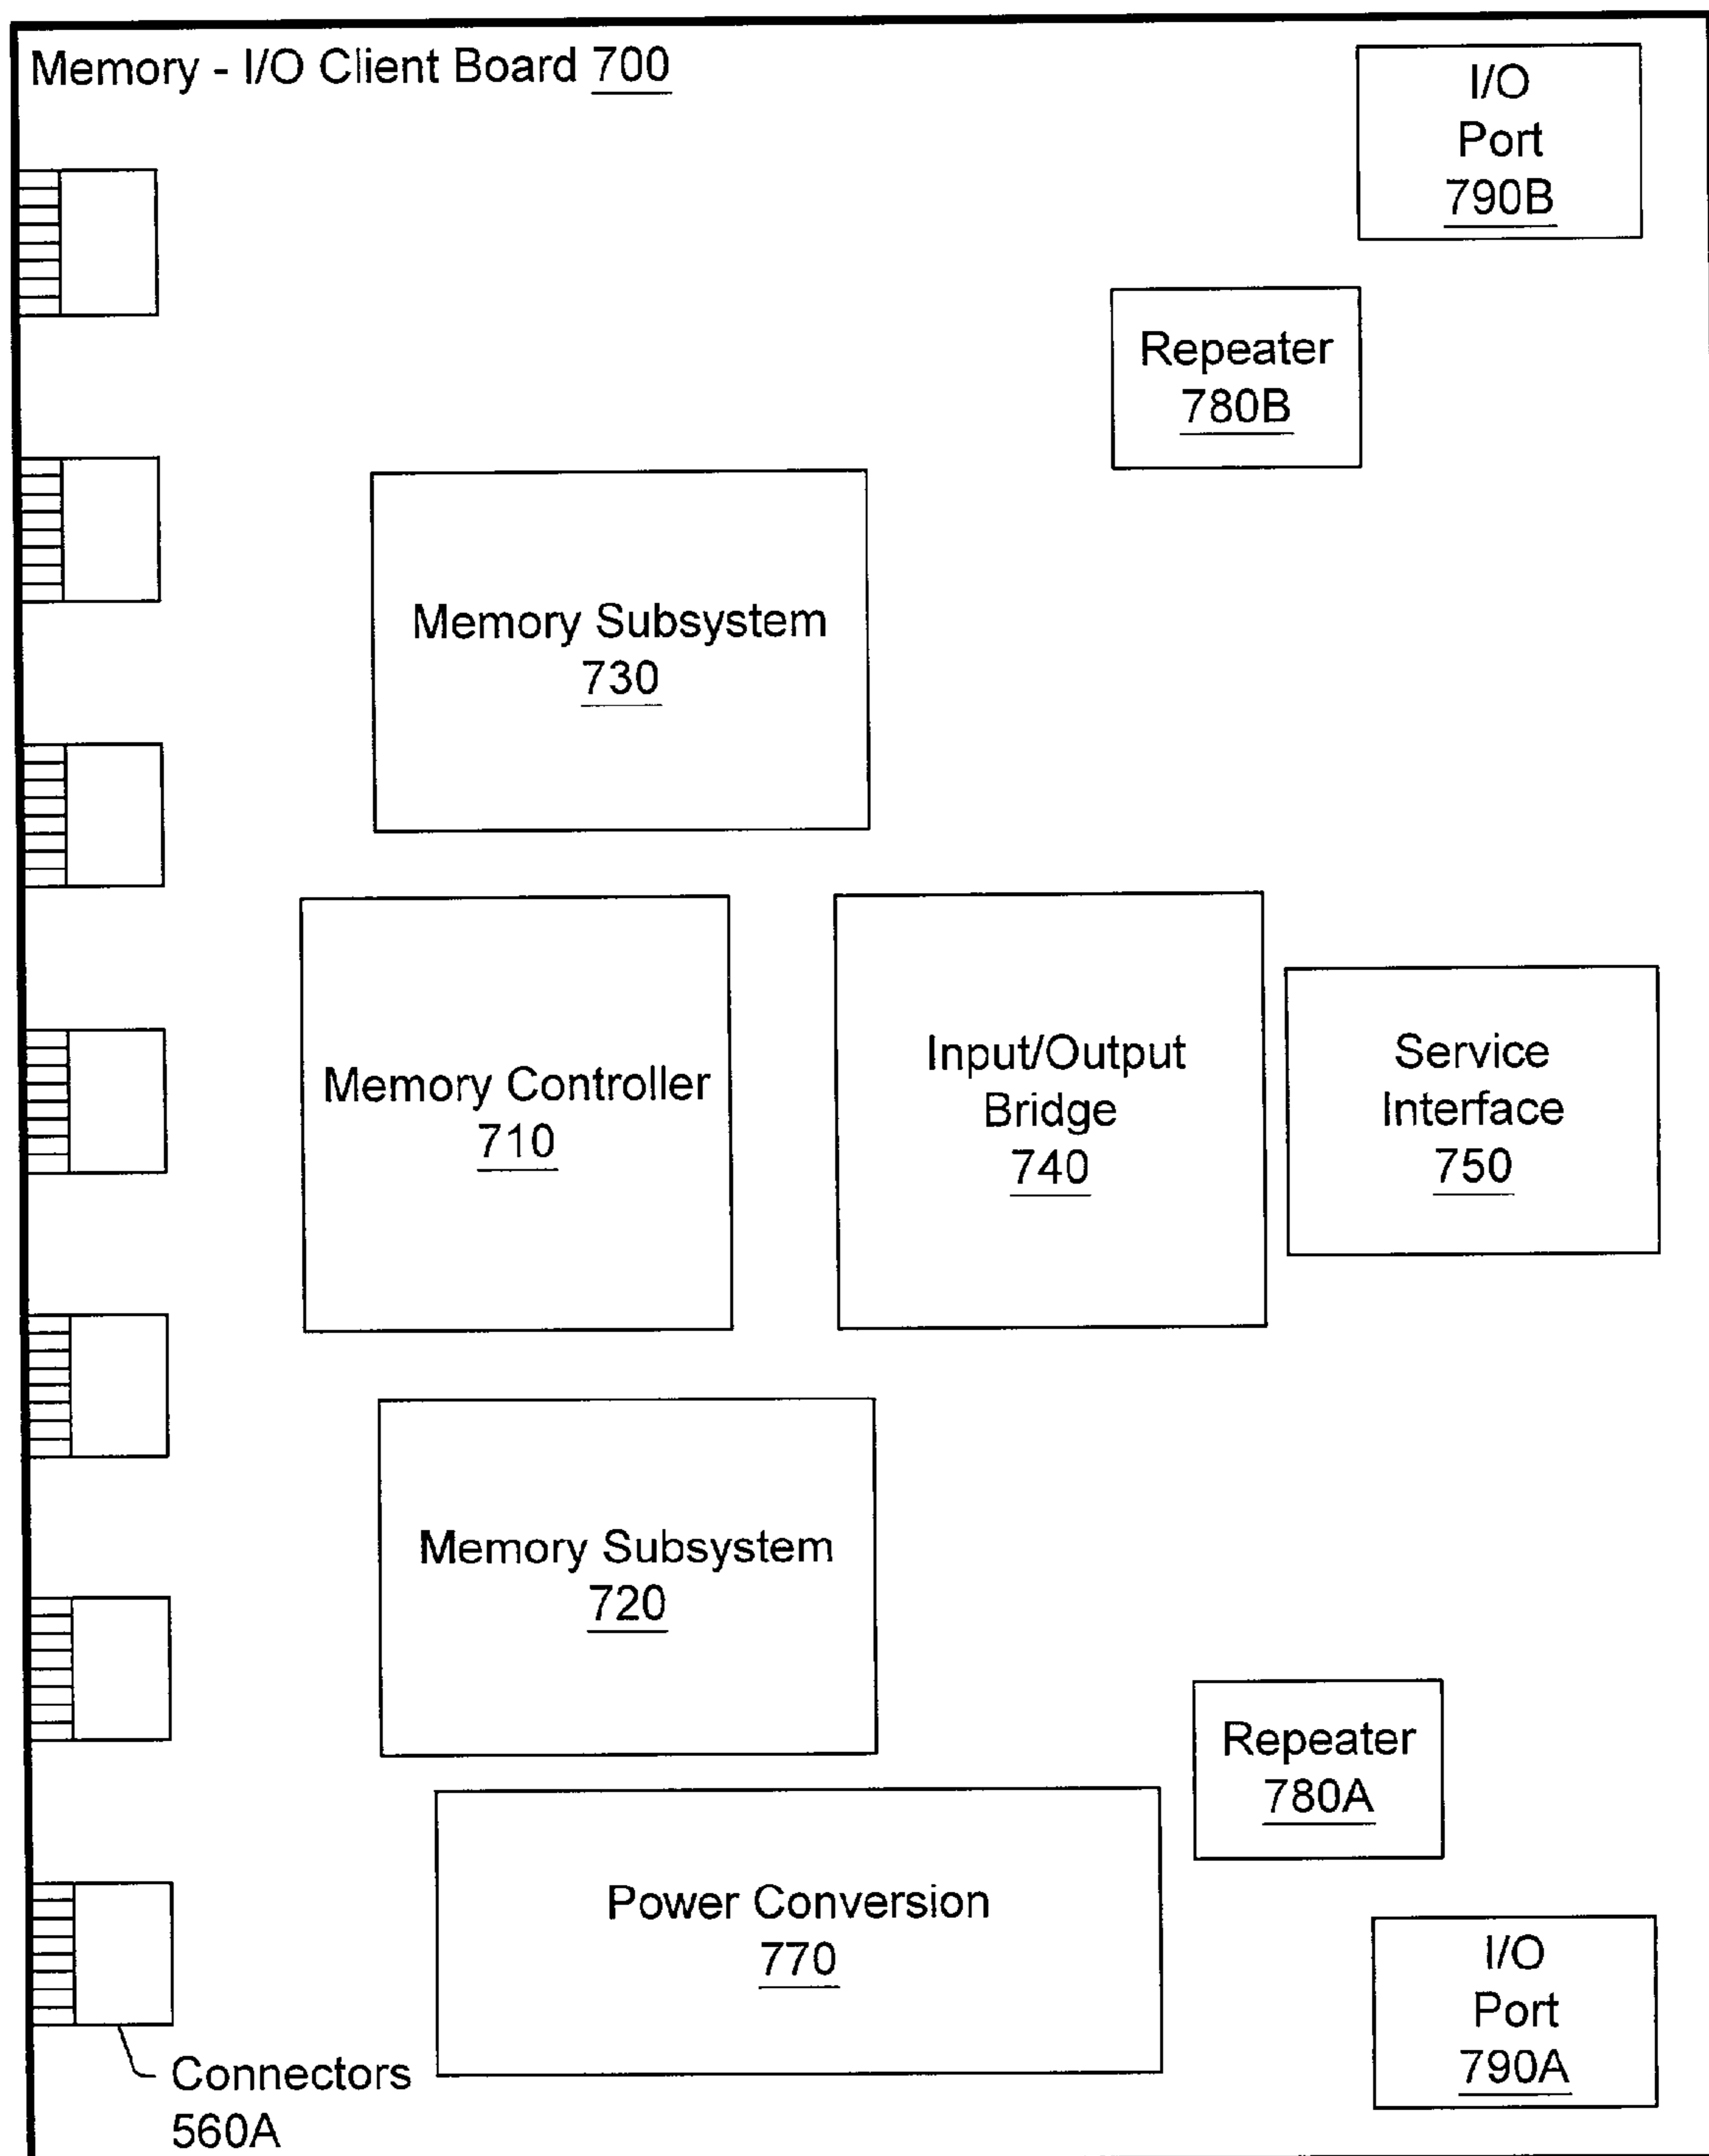 Memory - I/O Client Board 700
I/O
Port
790B
Repeater
780B
Memory Subsystem
730
Memory Controller
710
Input/Output
Bridge
740
Service
Interface
750
Memory Subsystem
720
Repeater
780A
Power Conversion
770
I/O
Port
790A
Connectors
560A